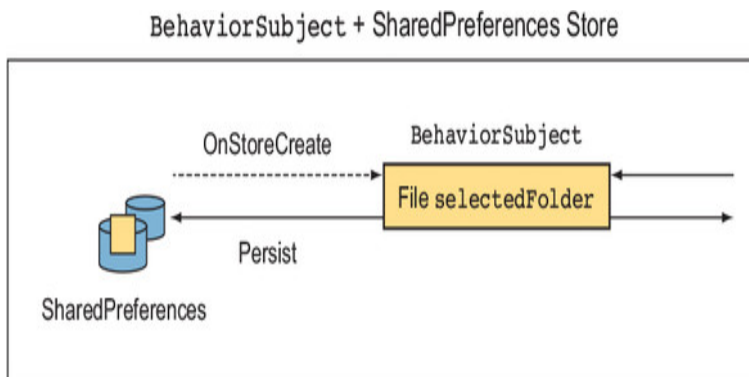 BehaviorSubject + SharedPreferences Store
BehaviorSubject
OnStoreCreate
File selectedFolder
Persist
SharedPreferences